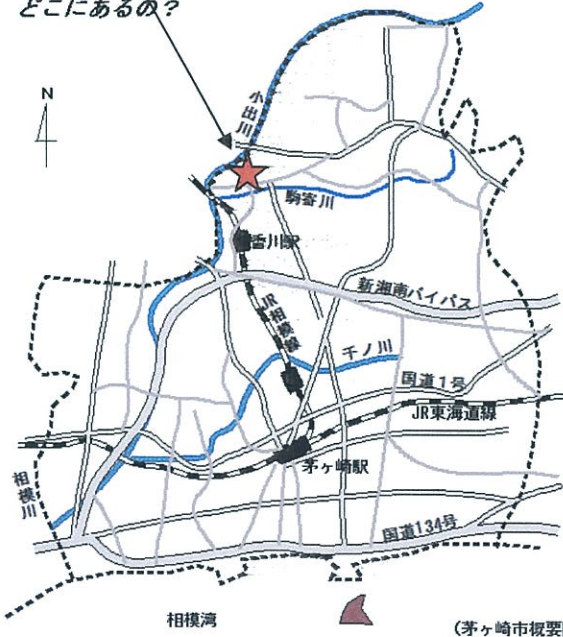 どこにあるの?
N
小出川
駒寄川
香川駅
新湘南バイパス
JR相模線
千ノ川
国道1号
JR東海道線
茅ヶ崎駅
相模川
国道134号
相模湾
(茅ヶ崎市概要